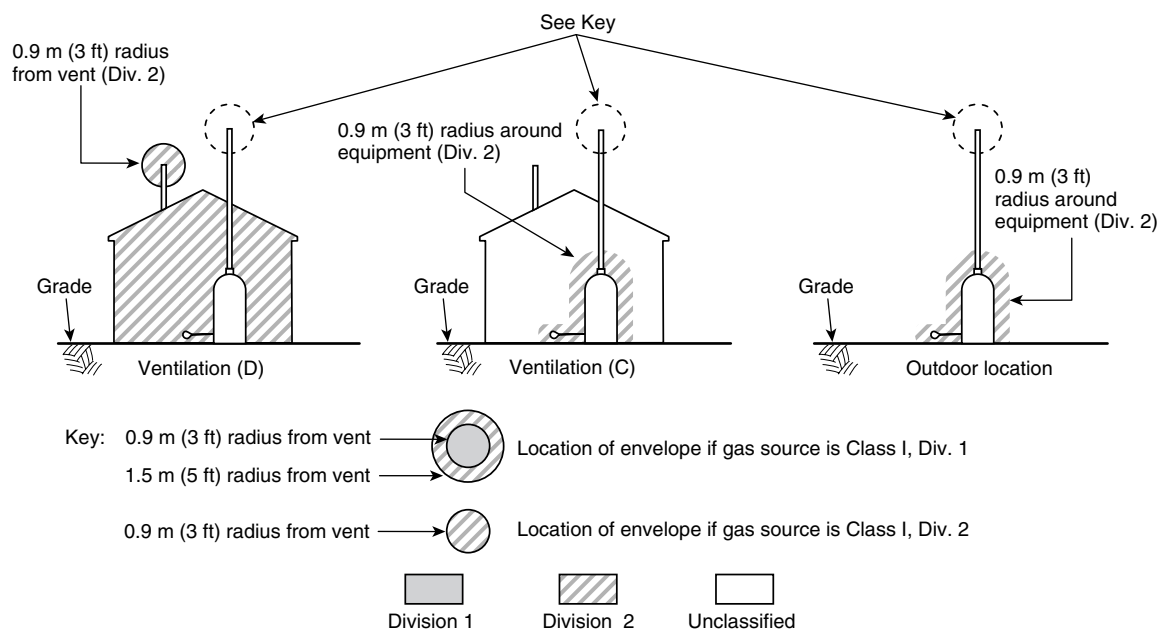 See Key
0.9 m (3 ft) radius
from vent (Div. 2)
0.9 m (3 ft) radius around
equipment (Div. 2)
0.9 m (3 ft)
radius around
equipment (Div. 2)
Grade
Grade
Grade
Ventilation (D)
Ventilation (C)
Outdoor location
Key: 0.9 m (3 ft) radius from vent
1.5 m (5 ft) radius from vent
Location of envelope if gas source is Class I, Div. 1
0.9 m (3 ft) radius from vent
Location of envelope if gas source is Class I, Div. 2
Division 1
Division 2
Unclassified